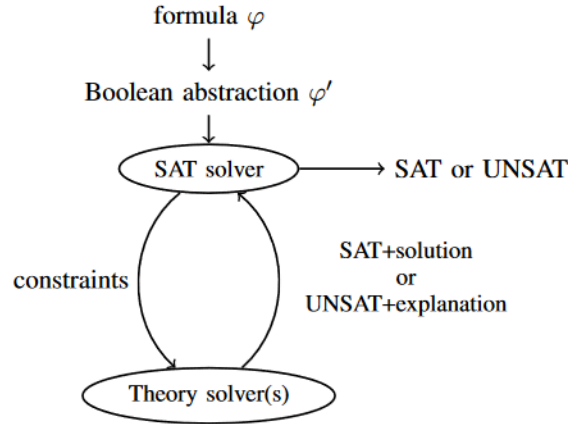 formula φ
Boolean abstraction φ′
SAT solver
SAT or UNSAT
constraints
SAT+solution
or
UNSAT+explanation
Theory solver(s)